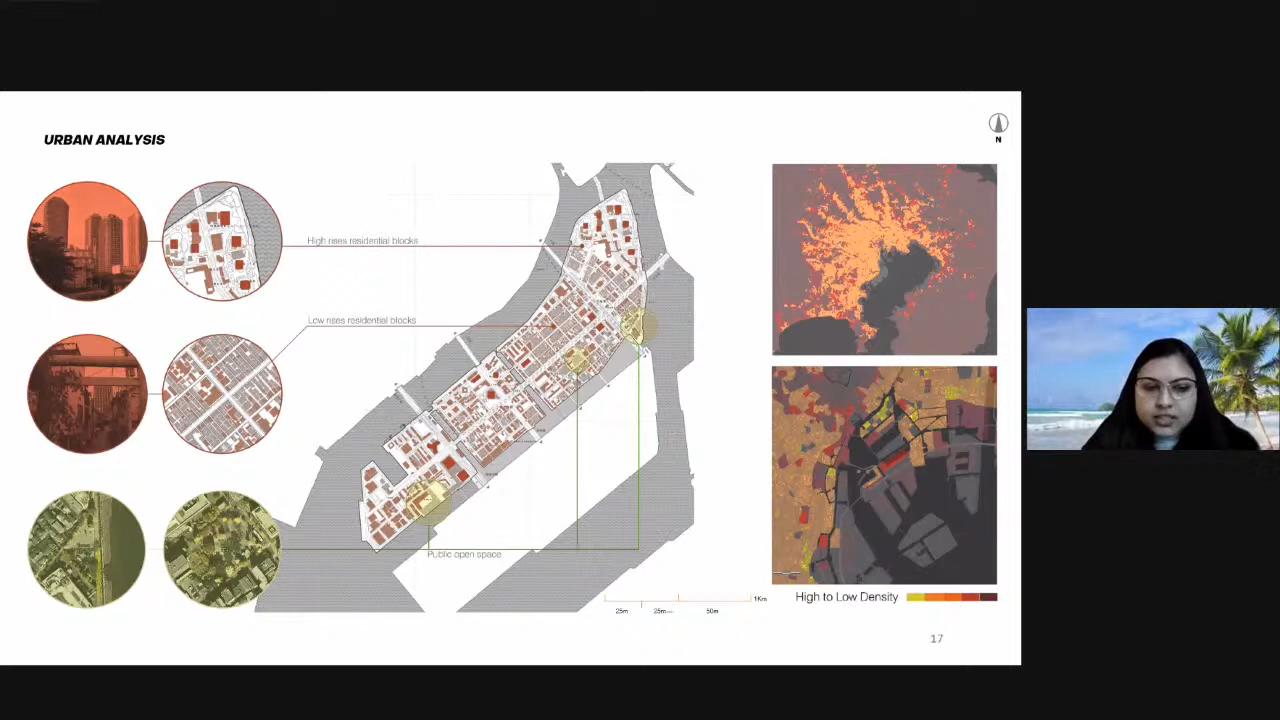 URBAN ANALYSIS
N
High rises residential blocks
Low rises residential blocks
Public open space
25m
25m
50m
1Km
High to Low Density
17